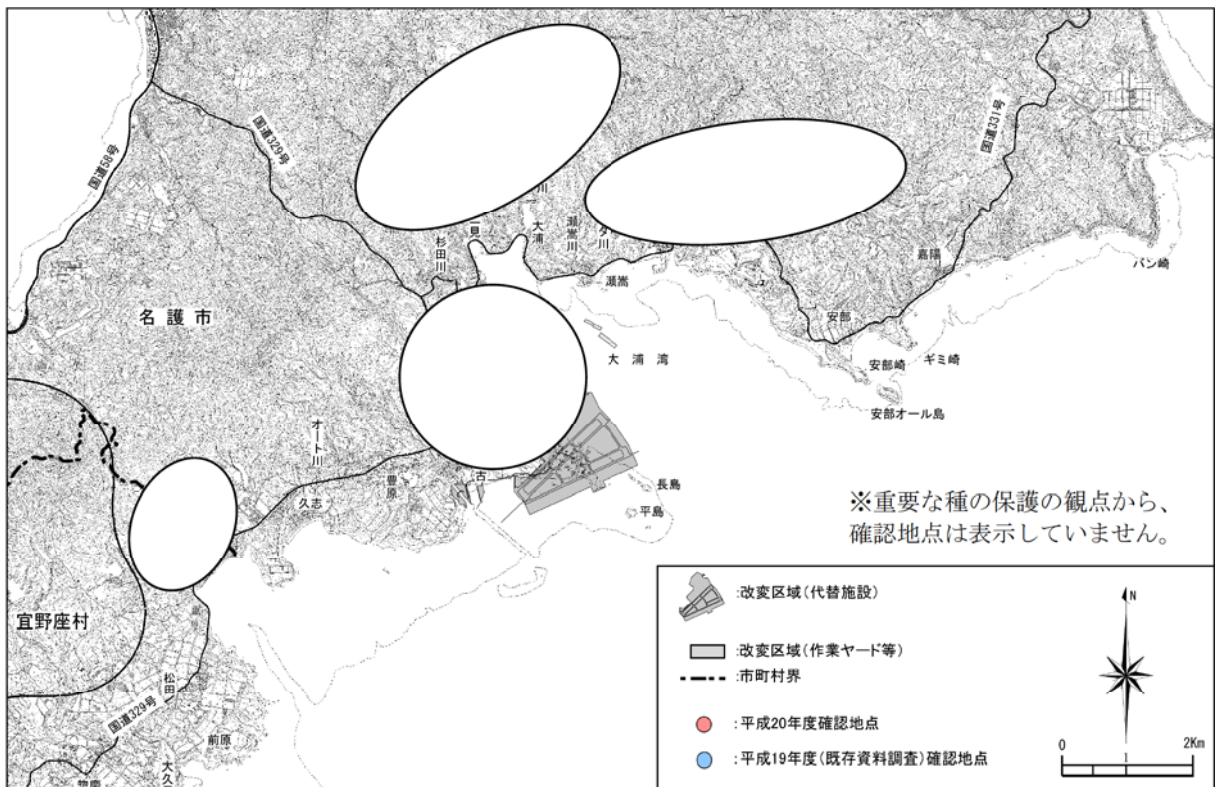 国道58号
国道329号
国道331号
川
見
大浦
瀬嵩川
タ川
杉田川
瀬嵩
嘉陽
バン崎
名護市
安部
大浦湾
安部崎
ギミ崎
安部オール島
オート川
豊原
古
久志
長島
平島
※重要な種の保護の観点から、
確認地点は表示していません。
宜野座村
松田
国道329号
前原
:改変区域(代替施設)
:改変区域(作業ヤード等)
:市町村界
:平成20年度確認地点
:平成19年度(既存資料調査)確認地点
N
0
1
2Km